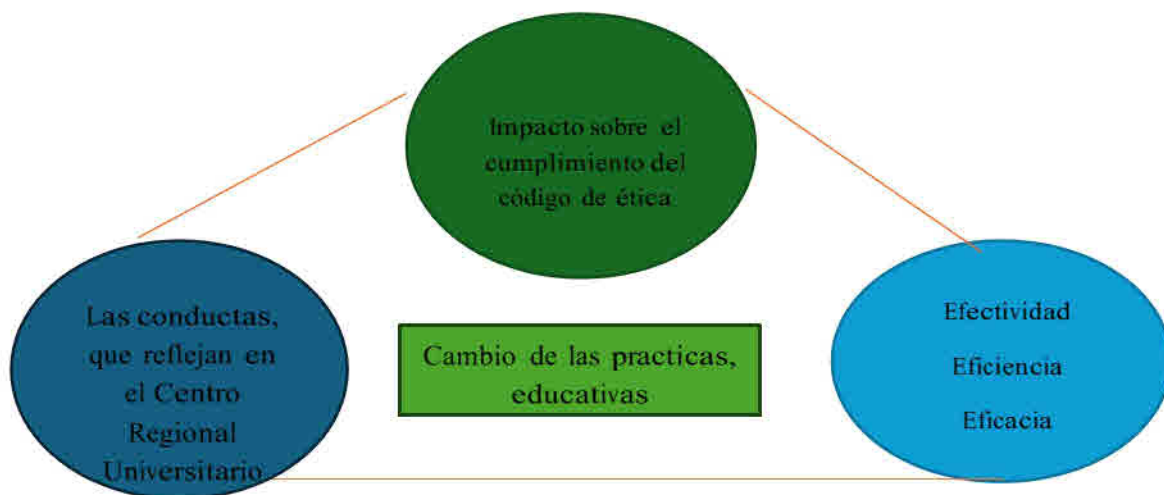 Impacto sobre el
cumplimiento del
código de ética
Las conductas,
que reflejan en
el Centro
Regional
Universitario
Cambio de las practicas,
educativas
Efectividad
Eficiencia
Eficacia